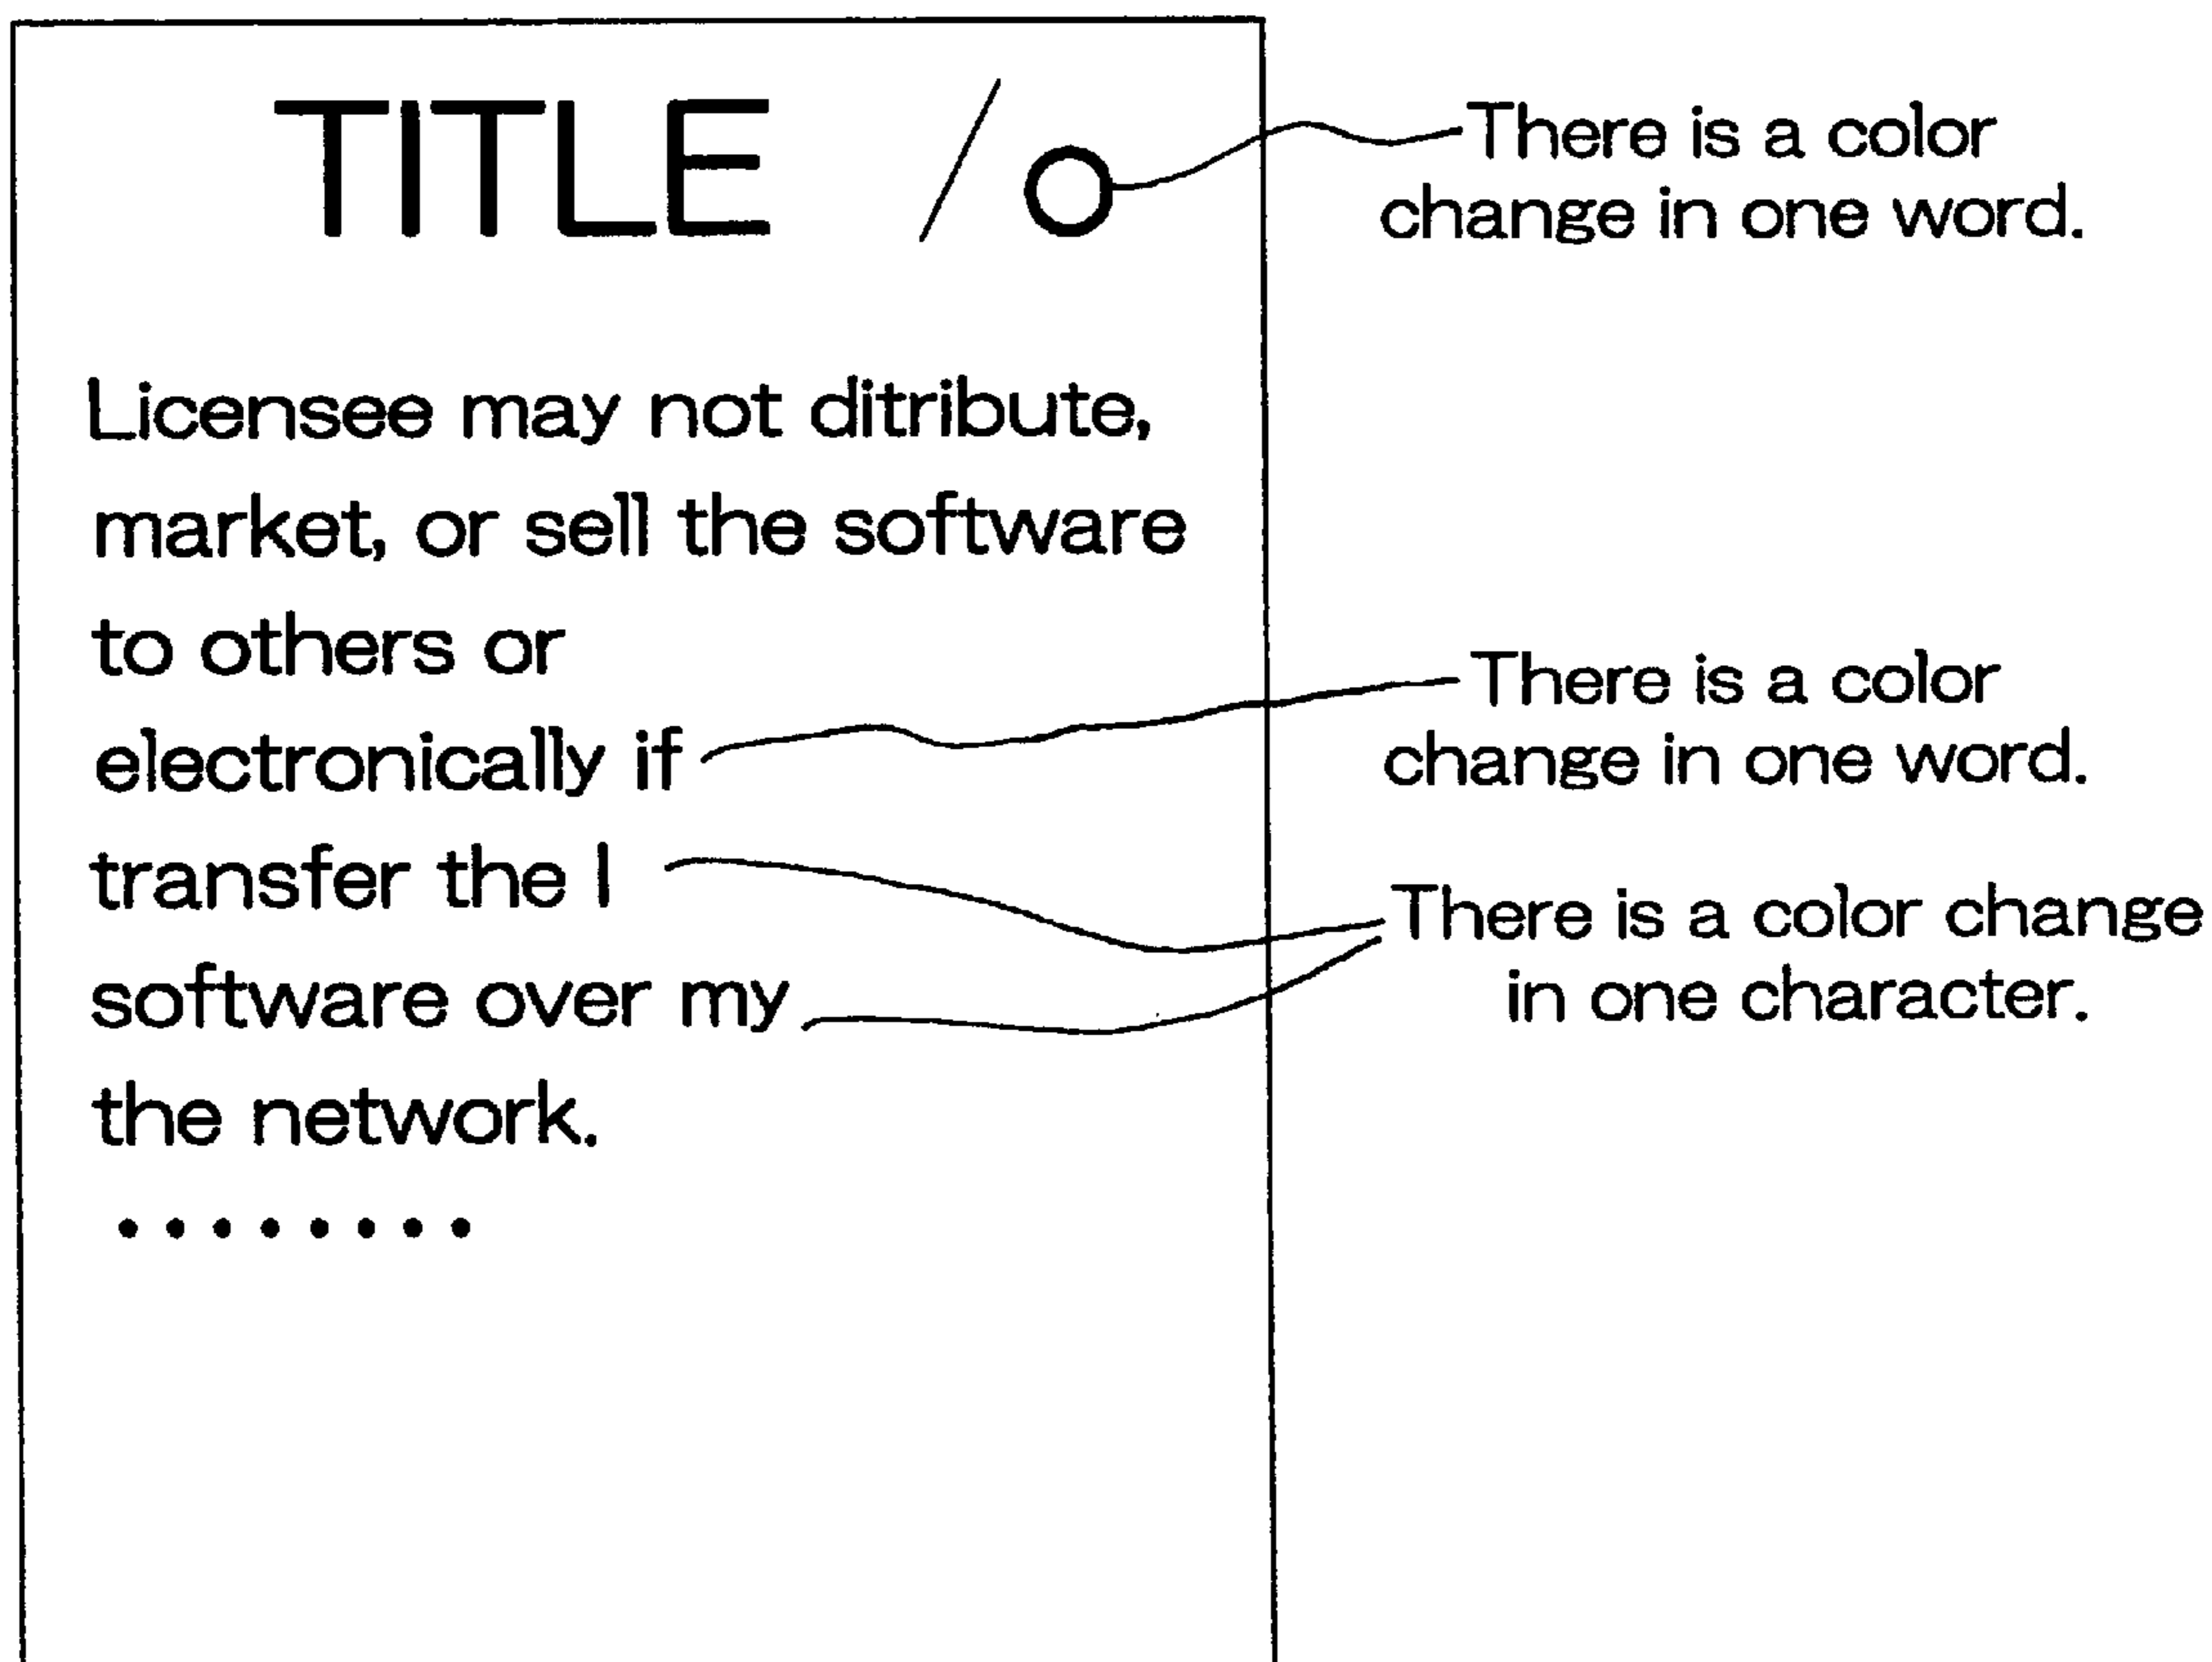 TITLE / o
There is a color
change in one word.
Licensee may not ditribute,
market, or sell the software
to others or
electronically if
transfer the I
software over my
the network.
........
There is a color
change in one word.
There is a color change
in one character.